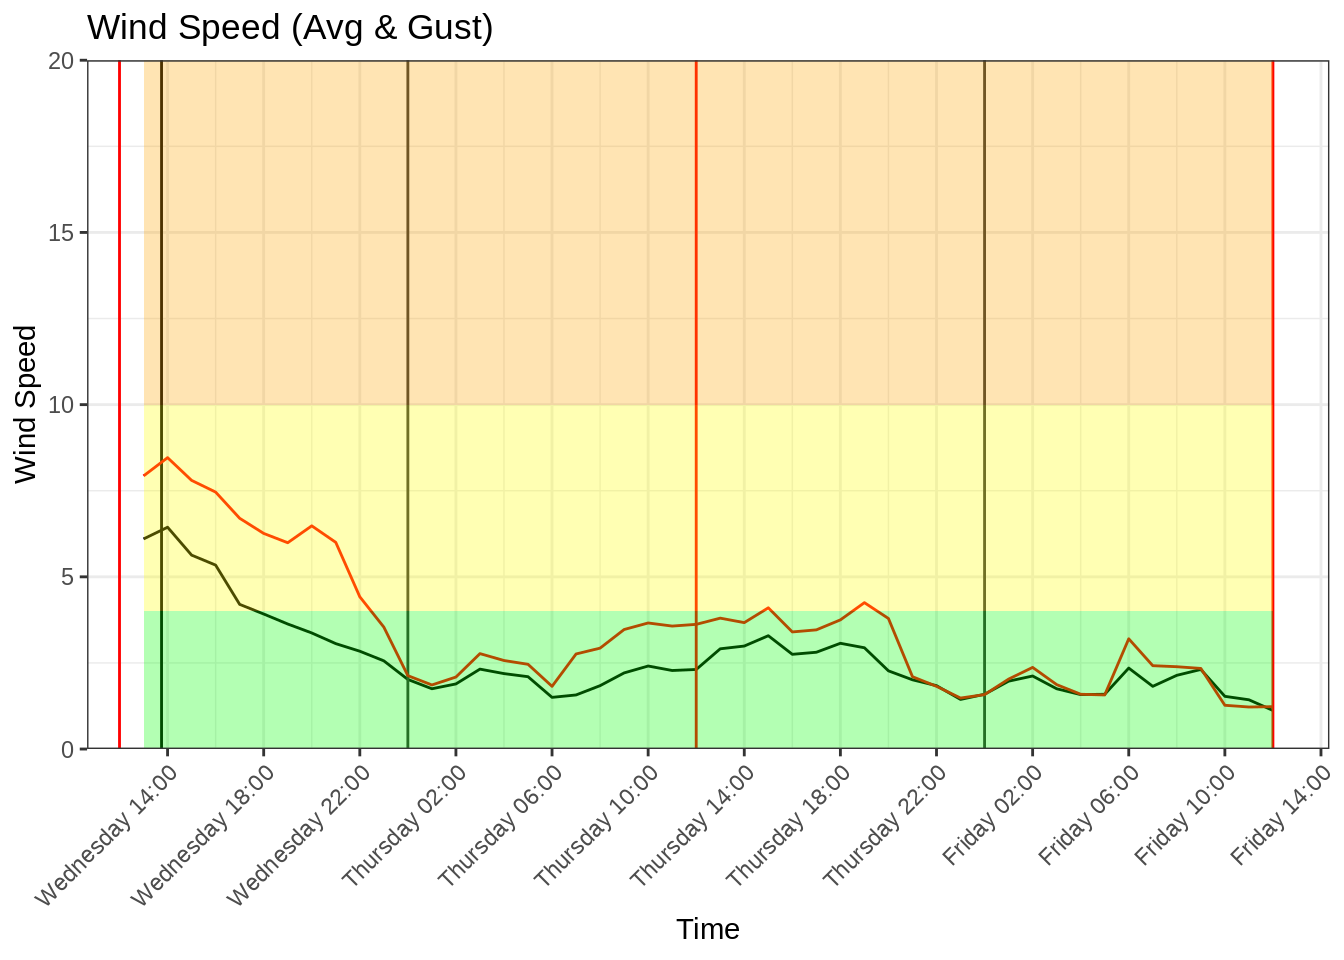 Wind Speed (Avg & Gust)
20
15
10
5
0
Wind Speed
Wednesday 14:00
Wednesday 18:00
Wednesday 22:00
Thursday 02:00
Thursday 06:00
Thursday 10:00
Thursday 14:00
Thursday 18:00
Thursday 22:00
Friday 02:00
Friday 06:00
Friday 10:00
Friday 14:00
Time